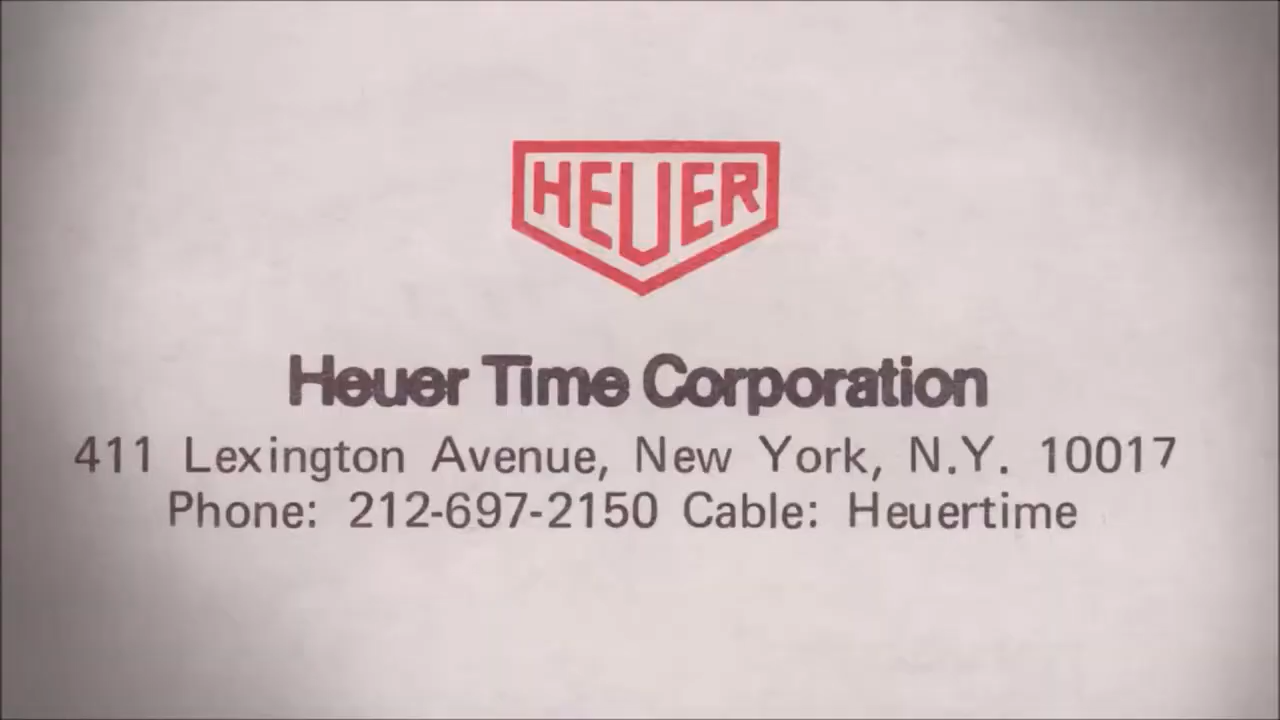 HEUER
Heuer Time Corporation
411 Lexington Avenue, New York, N.Y. 10017
Phone: 212-697-2150 Cable: Heuertime